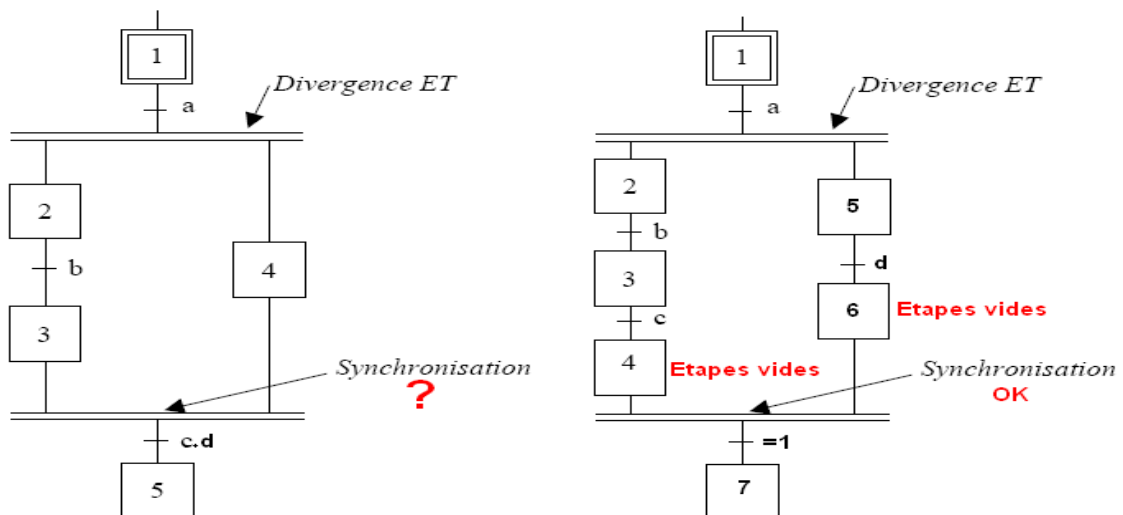 1
a
Divergence ET
2
b
3
4
Synchronisation
?
c.d
5
1
a
Divergence ET
2
b
3
c
4
Etapes vides
5
d
6
Etapes vides
Synchronisation
OK
=1
7